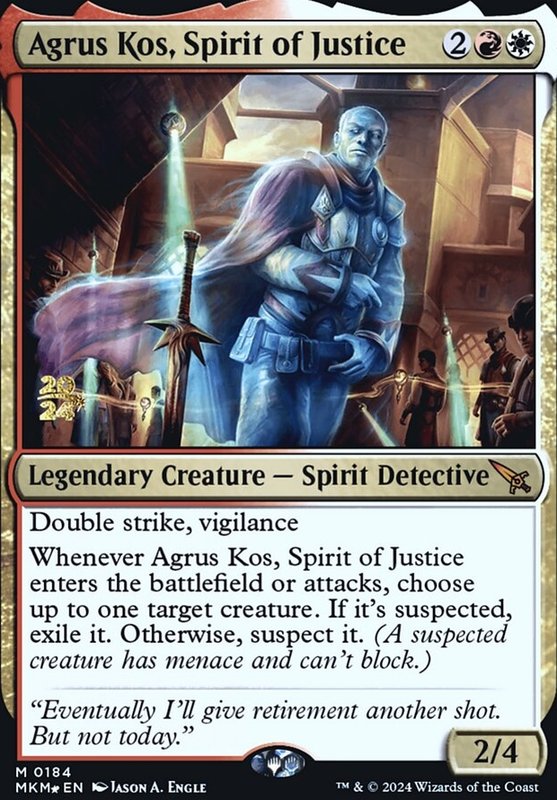 Agrus Kos, Spirit of Justice 2
20
24
Legendary Creature — Spirit Detective
Double strike, vigilance
Whenever Agrus Kos, Spirit of Justice
enters the battlefield or attacks, choose
up to one target creature. If it's suspected,
exile it. Otherwise, suspect it. (A suspected
creature has menace and can't block.)
"Eventually I'll give retirement another shot.
But not today."
2/4
M 0184
MKM★EN Jason A. Engle ™ & © 2024 Wizards of the Coast